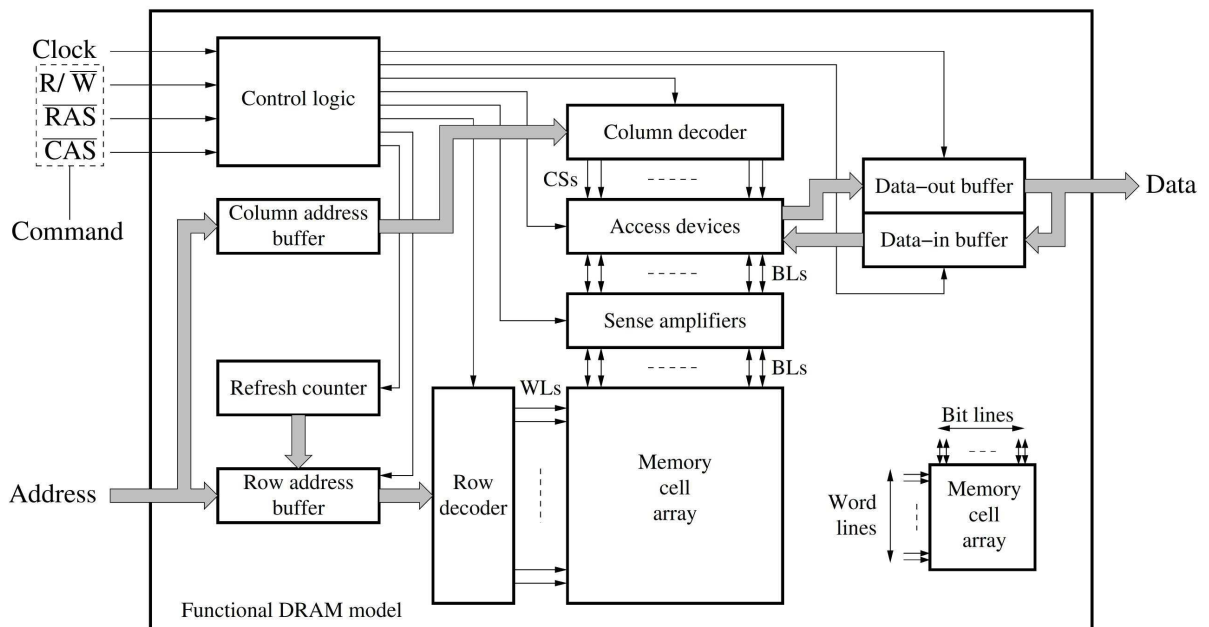 Clock
R/ W̅
R̅A̅S̅
C̅A̅S̅
Command
Address
Control logic
Column address
buffer
Refresh counter
Row address
buffer
Row
decoder
WLs
Column decoder
CSs
Access devices
BLs
Sense amplifiers
BLs
Memory
cell
array
Data−out buffer
Data−in buffer
Data
Bit lines
Word
lines
Memory
cell
array
Functional DRAM model